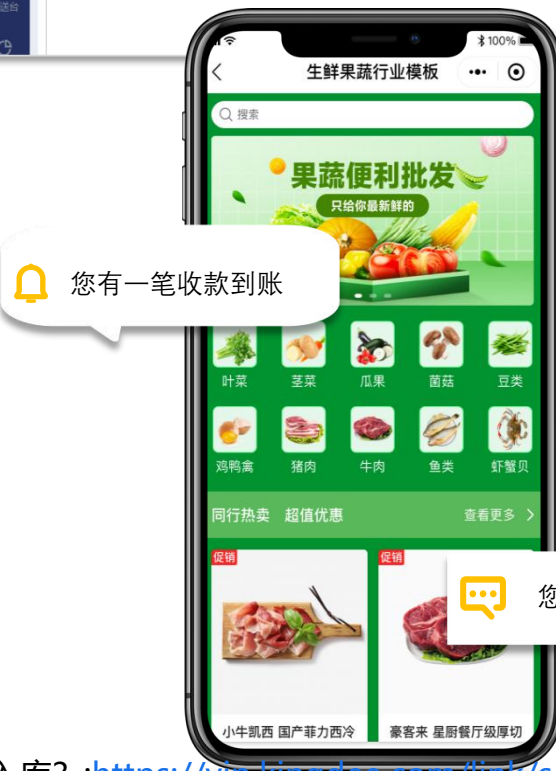 送台
100%
生鲜果蔬行业模板
搜索
果蔬便利批发
只给你最新鲜的
您有一笔收款到账
叶菜 茎菜 瓜果 菌菇 豆类
鸡鸭禽 猪肉 牛肉 鱼类 虾蟹贝
同行热卖 超值优惠 查看更多
促销 促销
您
小牛凯西 国产菲力西冷 豪客来 星厨餐厅级厚切